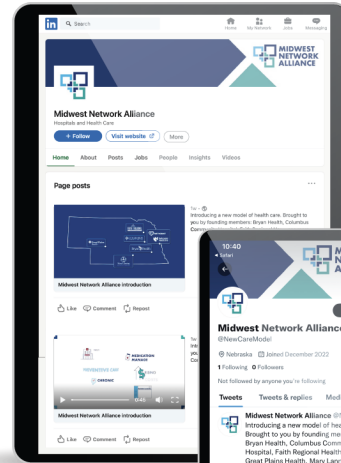 in Search
Home My Network Jobs Messaging
MIDWEST
NETWORK
ALLIANCE
Midwest Network Alliance
Hospitals and Health Care
+ Follow Visit website More
Home About Posts Jobs People Insights Videos
Page posts
Introducing a new model of health care. Brought to
you by founding members: Bryan Health, Columbus
Midwest Network Alliance introduction
Like Comment Repost
MEDICATION
MANAGER
CHRONIC
Midwest Network Alliance introduction
Like Comment Repost
10:40
Safari
Midwest Network Alliance
@NewCareModel
Nebraska Joined December 2022
1 Following 0 Followers
Not followed by anyone you're following
Tweets Tweets & replies Med
Midwest Network Alliance
Introducing a new model of hea
Brought to you by founding me
Bryan Health, Columbus Comm
Hospital, Faith Regional Health
Great Plains Health, Mary Lann